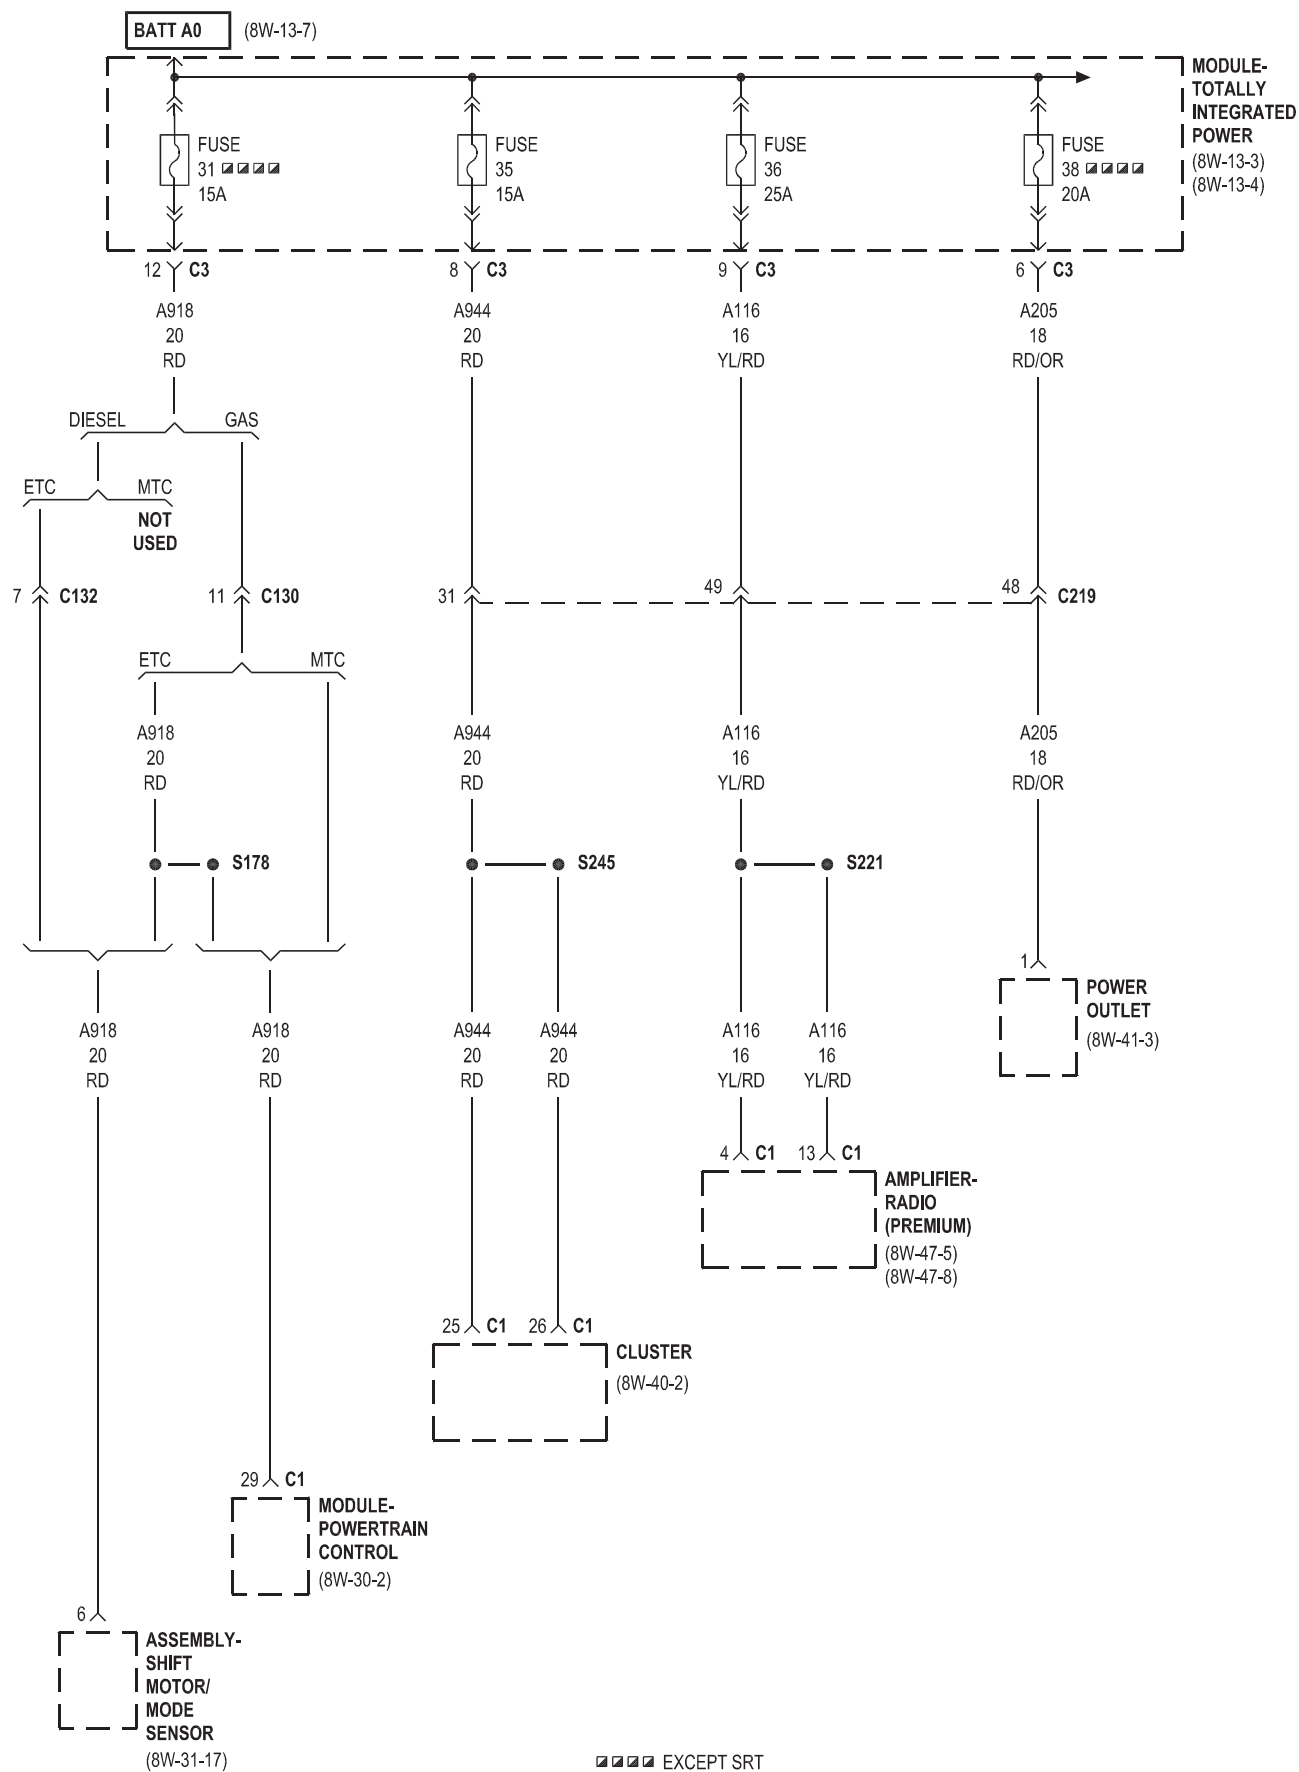 BATT A0 (8W-13-7)
MODULE-
TOTALLY
INTEGRATED
POWER
(8W-13-3)
(8W-13-4)
FUSE
31
15A
FUSE
35
15A
FUSE
36
25A
FUSE
38
20A
12 C3
8 C3
9 C3
6 C3
A918
20
RD
A944
20
RD
A116
16
YL/RD
A205
18
RD/OR
DIESEL GAS
ETC MTC
NOT
USED
7 C132
11 C130
31
49
48 C219
ETC MTC
A918
20
RD
A944
20
RD
A116
16
YL/RD
A205
18
RD/OR
S178
S245
S221
1
POWER
OUTLET
(8W-41-3)
A918
20
RD
A918
20
RD
A944
20
RD
A944
20
RD
A116
16
YL/RD
A116
16
YL/RD
4 C1
13 C1
AMPLIFIER-
RADIO
(PREMIUM)
(8W-47-5)
(8W-47-8)
25 C1
26 C1
CLUSTER
(8W-40-2)
29 C1
MODULE-
POWERTRAIN
CONTROL
(8W-30-2)
6
ASSEMBLY-
SHIFT
MOTOR/
MODE
SENSOR
(8W-31-17)
EXCEPT SRT